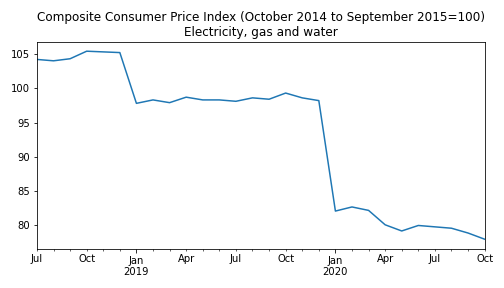 Composite Consumer Price Index (October 2014 to September 2015=100)
Electricity, gas and water
105
100
95
90
85
80
Jul
Oct
Jan
2019
Apr
Jul
Oct
Jan
2020
Apr
Jul
Oct